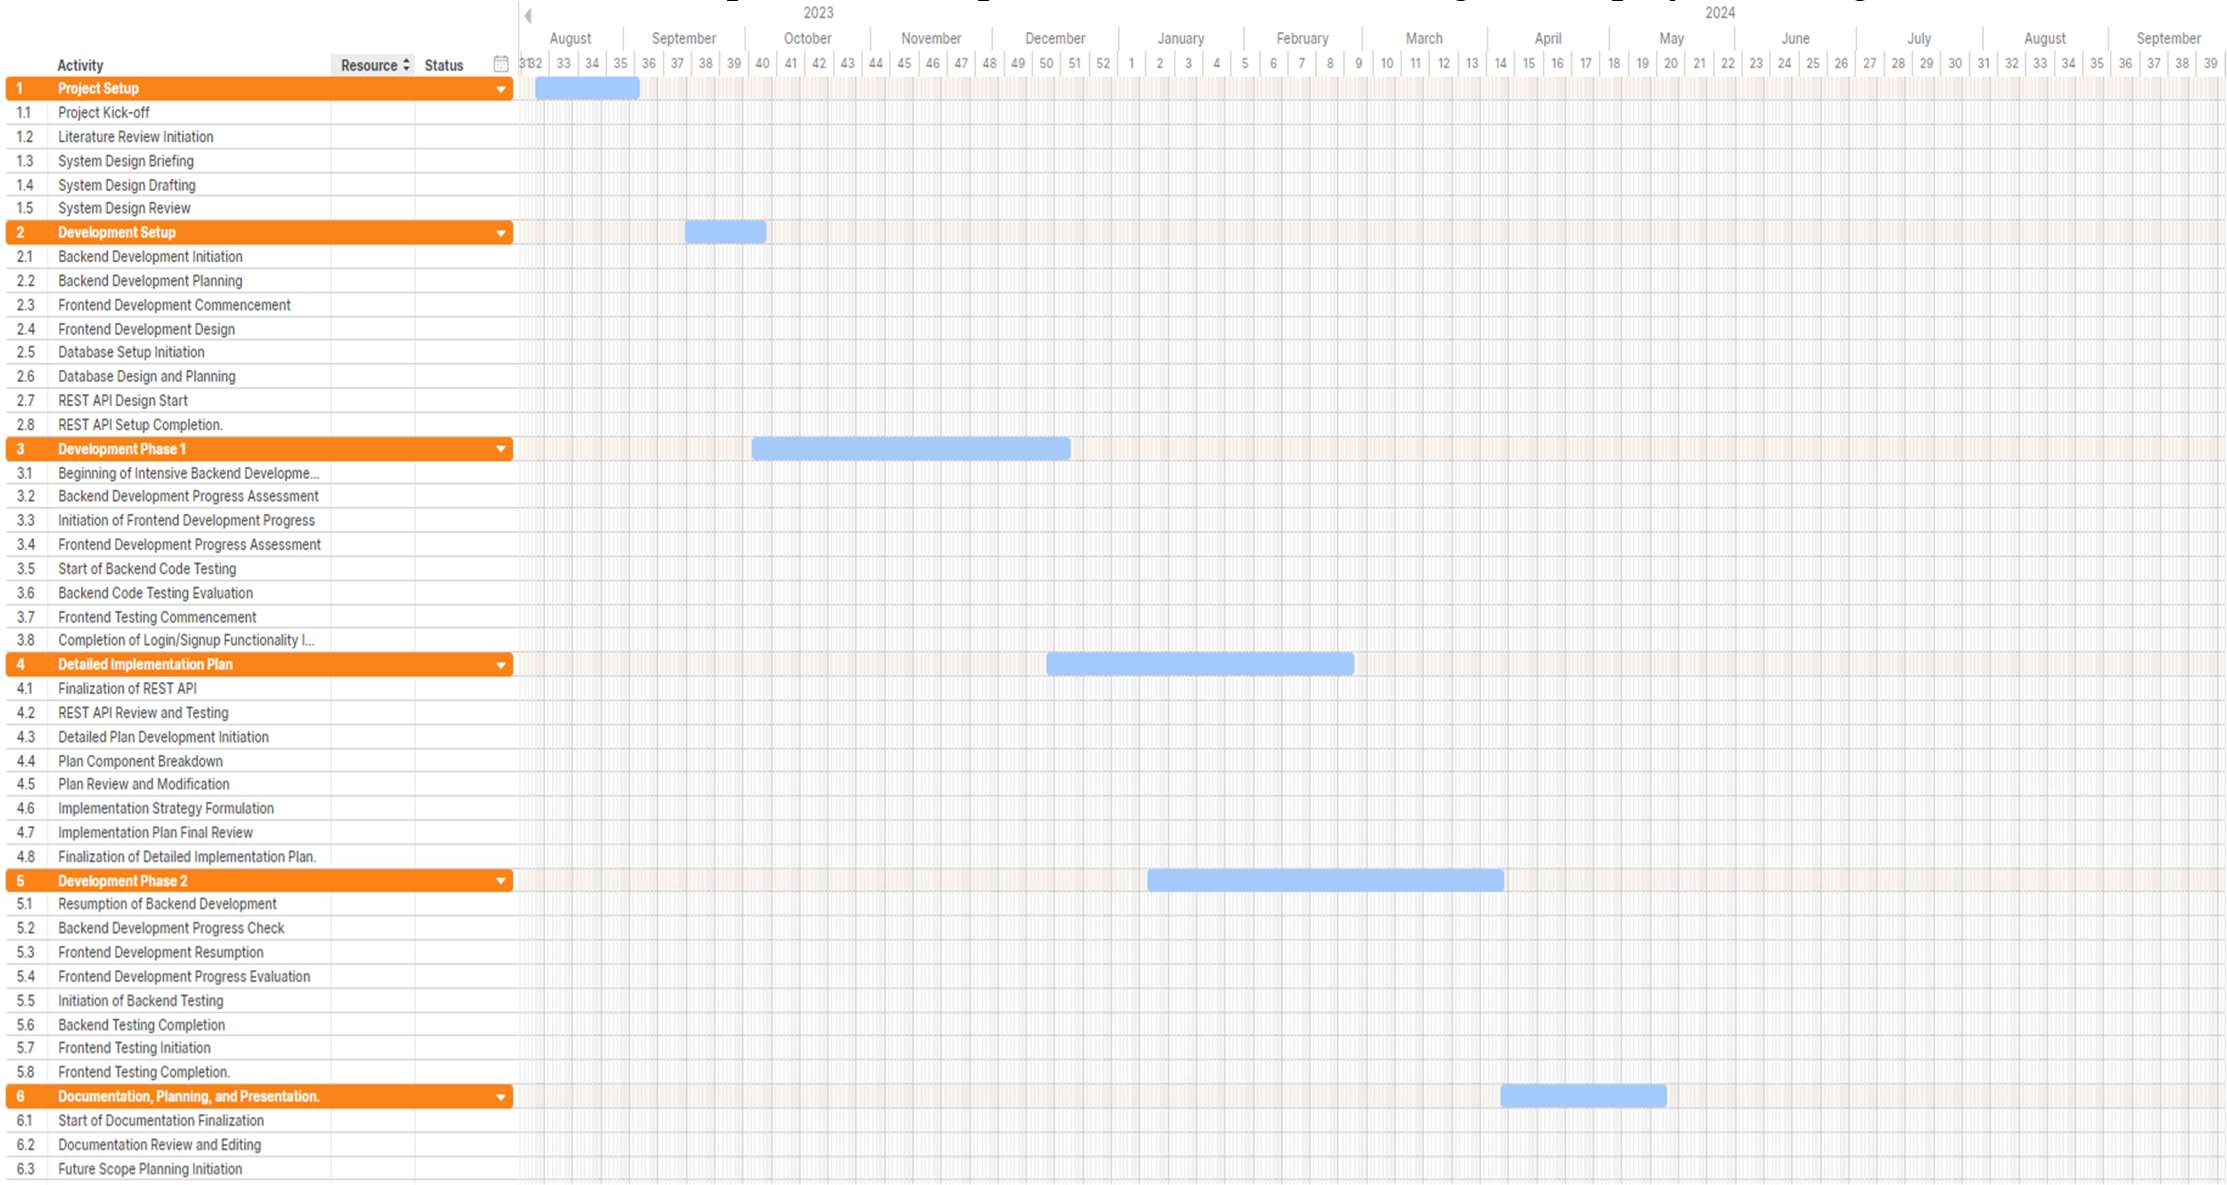 2023 2024
August September October November December January February March April May June July August September
Activity Resource Status 31 32 33 34 35 36 37 38 39 40 41 42 43 44 45 46 47 48 49 50 51 52 1 2 3 4 5 6 7 8 9 10 11 12 13 14 15 16 17 18 19 20 21 22 23 24 25 26 27 28 29 30 31 32 33 34 35 36 37 38 39
1 Project Setup
1.1 Project Kick-off
1.2 Literature Review Initiation
1.3 System Design Briefing
1.4 System Design Drafting
1.5 System Design Review
2 Development Setup
2.1 Backend Development Initiation
2.2 Backend Development Planning
2.3 Frontend Development Commencement
2.4 Frontend Development Design
2.5 Database Setup Initiation
2.6 Database Design and Planning
2.7 REST API Design Start
2.8 REST API Setup Completion.
3 Development Phase 1
3.1 Beginning of Intensive Backend Developme...
3.2 Backend Development Progress Assessment
3.3 Initiation of Frontend Development Progress
3.4 Frontend Development Progress Assessment
3.5 Start of Backend Code Testing
3.6 Backend Code Testing Evaluation
3.7 Frontend Testing Commencement
3.8 Completion of Login/Signup Functionality I...
4 Detailed Implementation Plan
4.1 Finalization of REST API
4.2 REST API Review and Testing
4.3 Detailed Plan Development Initiation
4.4 Plan Component Breakdown
4.5 Plan Review and Modification
4.6 Implementation Strategy Formulation
4.7 Implementation Plan Final Review
4.8 Finalization of Detailed Implementation Plan.
5 Development Phase 2
5.1 Resumption of Backend Development
5.2 Backend Development Progress Check
5.3 Frontend Development Resumption
5.4 Frontend Development Progress Evaluation
5.5 Initiation of Backend Testing
5.6 Backend Testing Completion
5.7 Frontend Testing Initiation
5.8 Frontend Testing Completion.
6 Documentation, Planning, and Presentation.
6.1 Start of Documentation Finalization
6.2 Documentation Review and Editing
6.3 Future Scope Planning Initiation